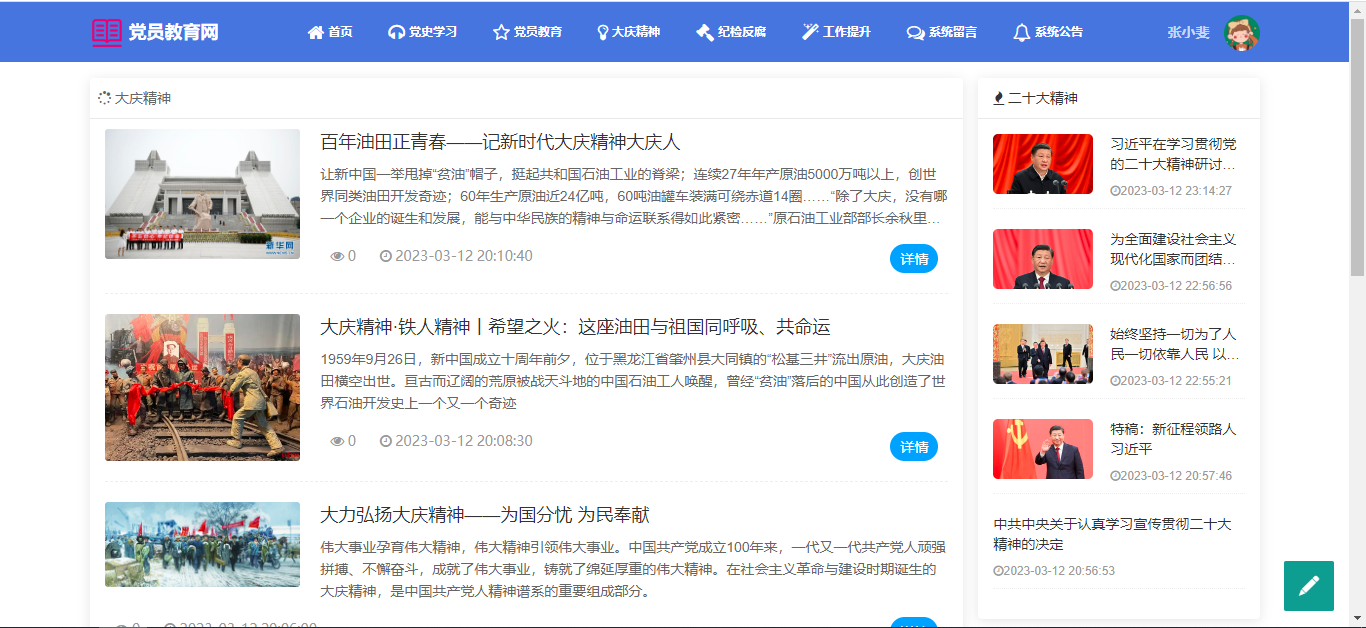 党员教育网
首页
党史学习
党员教育
大庆精神
纪检反腐
工作提升
系统留言
系统公告
张小斐
大庆精神
百年油田正青春——记新时代大庆精神大庆人
让新中国一举甩掉“贫油”帽子，挺起共和国石油工业的脊梁；连续27年年产原油5000万吨以上，创世
界同类油田开发奇迹；60年生产原油近24亿吨，60吨油罐车装满可绕赤道14圈……“除了大庆，没有哪
一个企业的诞生和发展，能与中华民族的精神与命运联系得如此紧密……”原石油工业部部长余秋里…
新华网
0
2023-03-12 20:10:40
详情
大庆精神·铁人精神丨希望之火：这座油田与祖国同呼吸、共命运
1959年9月26日，新中国成立十周年前夕，位于黑龙江省肇州县大同镇的“松基三井”流出原油，大庆油
田横空出世。亘古而辽阔的荒原被战天斗地的中国石油工人唤醒，曾经“贫油”落后的中国从此创造了世
界石油开发史上一个又一个奇迹
0
2023-03-12 20:08:30
详情
大力弘扬大庆精神——为国分忧 为民奉献
伟大事业孕育伟大精神，伟大精神引领伟大事业。中国共产党成立100年来，一代又一代共产党人顽强
拼搏、不懈奋斗，成就了伟大事业，铸就了绵延厚重的伟大精神。在社会主义革命与建设时期诞生的
大庆精神，是中国共产党人精神谱系的重要组成部分。
0
2023-03-12 20:06:00
二十大精神
习近平在学习贯彻党
的二十大精神研讨…
2023-03-12 23:14:27
为全面建设社会主义
现代化国家而团结…
2023-03-12 22:56:56
始终坚持一切为了人
民一切依靠人民 以…
2023-03-12 22:55:21
特稿：新征程领路人
习近平
2023-03-12 20:57:46
中共中央关于认真学习宣传贯彻二十大
精神的决定
2023-03-12 20:56:53